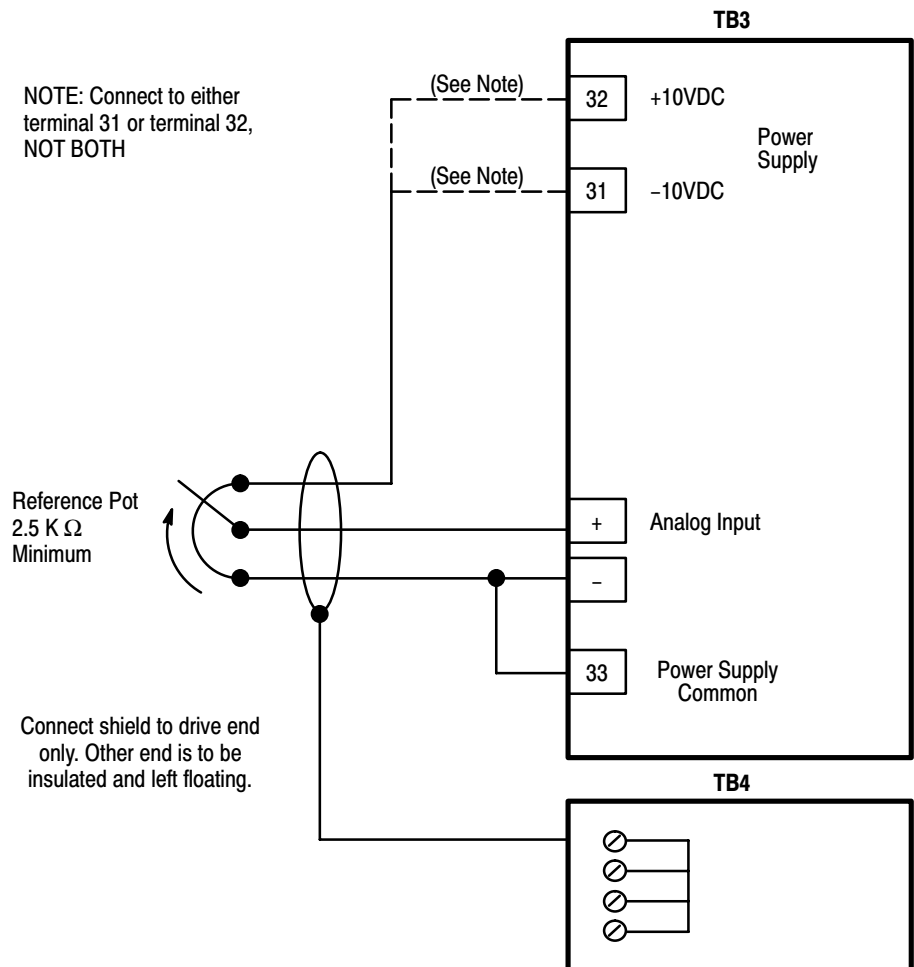 TB3
NOTE: Connect to either
terminal 31 or terminal 32,
NOT BOTH
(See Note)
32
+10VDC
Power
Supply
(See Note)
31
–10VDC
Reference Pot
2.5 K Ω
Minimum
+
Analog Input
–
33
Power Supply
Common
Connect shield to drive end
only. Other end is to be
insulated and left floating.
TB4